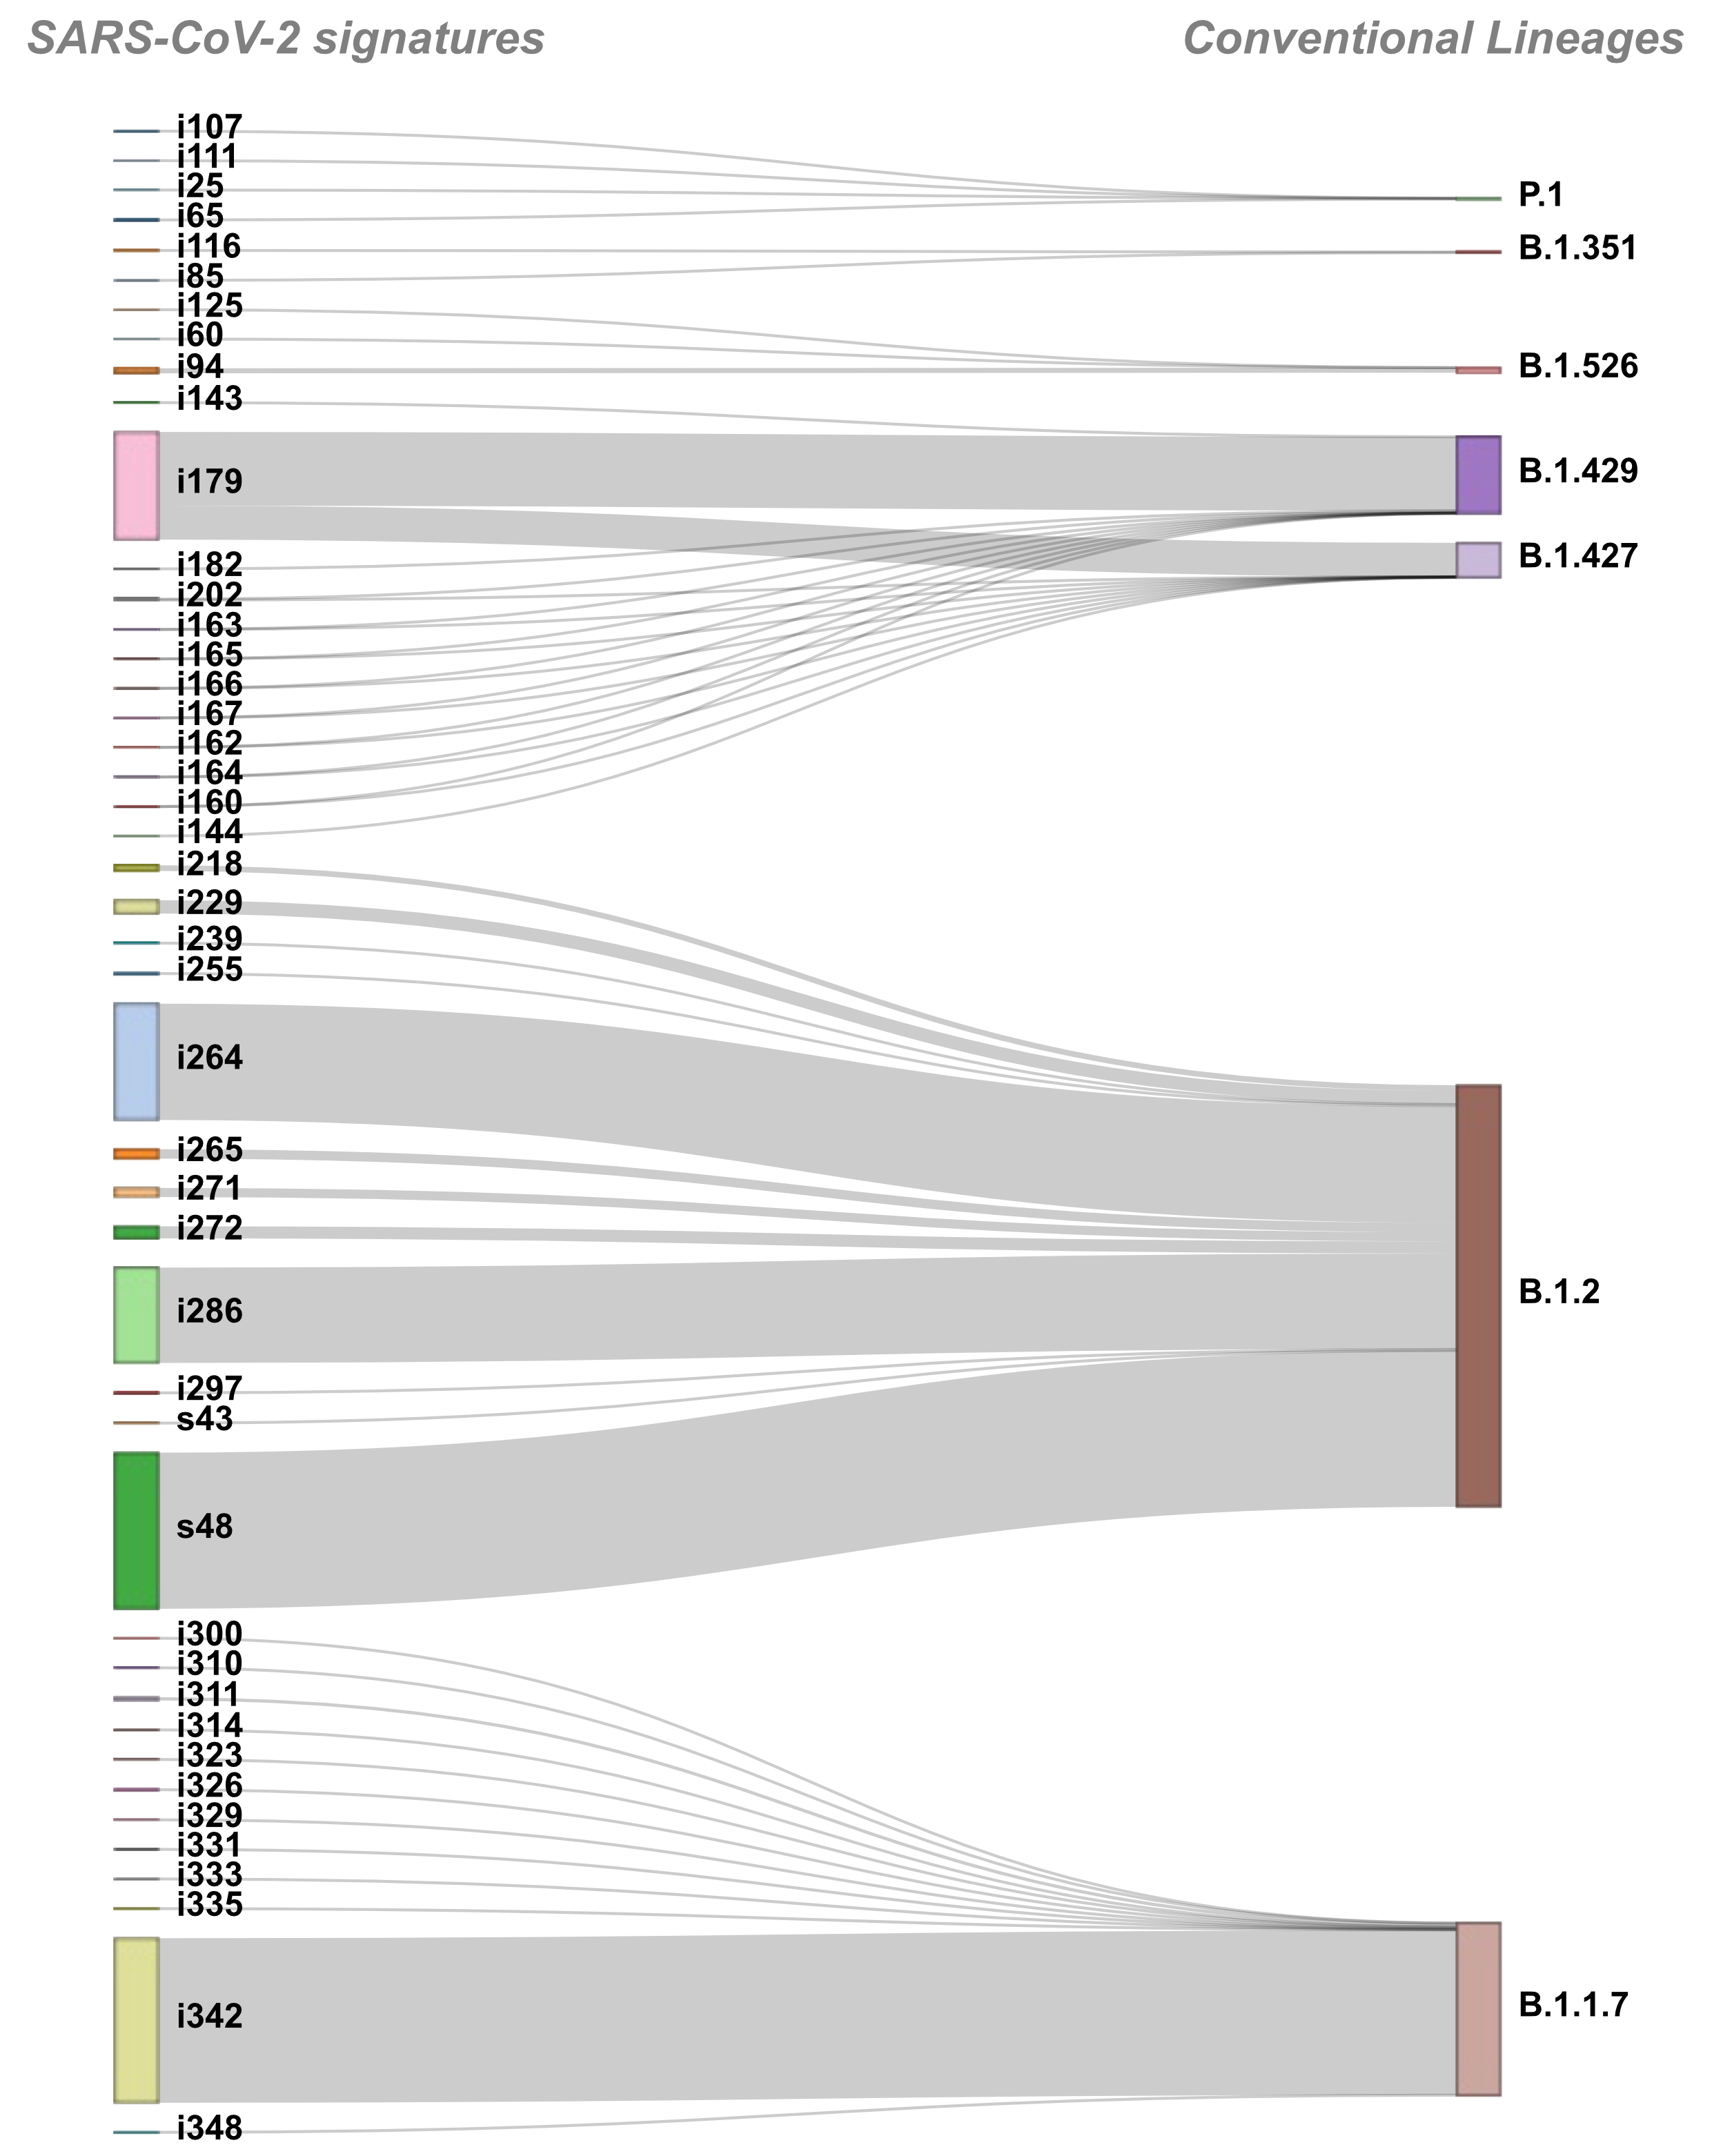 SARS-CoV-2 signatures
Conventional Lineages
i107
i111
i25
i65
i116
i85
i125
i60
i94
i143
i179
i182
i202
i163
i165
i166
i167
i162
i164
i160
i144
i218
i229
i239
i255
i264
i265
i271
i272
i286
i297
s43
s48
i300
i310
i311
i314
i323
i326
i329
i331
i333
i335
i342
i348
P.1
B.1.351
B.1.526
B.1.429
B.1.427
B.1.2
B.1.1.7